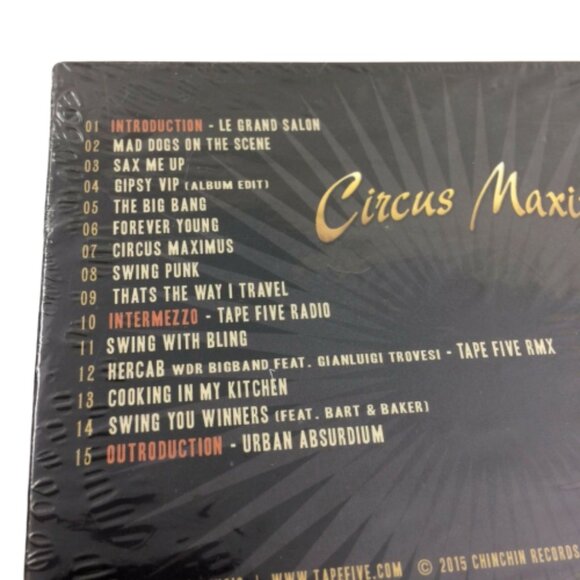 01 INTRODUCTION - LE GRAND SALON
02 MAD DOGS ON THE SCENE
03 SAX ME UP
04 GIPSY VIP (ALBUM EDIT)
05 THE BIG BANG
06 FOREVER YOUNG
07 CIRCUS MAXIMUS
08 SWING PUNK
09 THATS THE WAY I TRAVEL
10 INTERMEZZO - TAPE FIVE RADIO
11 SWING WITH BLING
12 HERCAB WDR BIGBAND FEAT. GIANLUIGI TROVESI - TAPE FIVE RMX
13 COOKING IN MY KITCHEN
14 SWING YOU WINNERS (FEAT. BART & BAKER)
15 OUTRODUCTION - URBAN ABSURDIUM
Circus Maxi
| WWW.TAPEFIVE.COM © 2015 CHINCHIN RECORDS